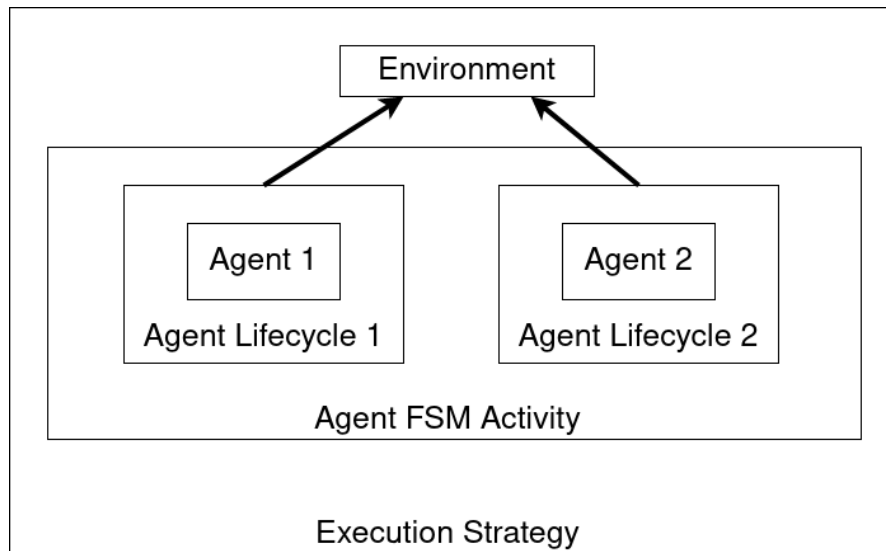 Environment
Agent 1
Agent 2
Agent Lifecycle 1
Agent Lifecycle 2
Agent FSM Activity
Execution Strategy